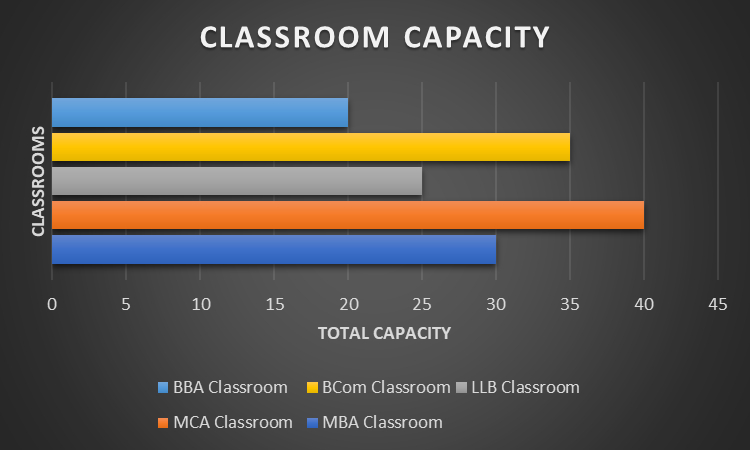 CLASSROOM CAPACITY
CLASSROOMS
0 5 10 15 20 25 30 35 40 45
TOTAL CAPACITY
BBA Classroom BCom Classroom LLB Classroom
MCA Classroom MBA Classroom